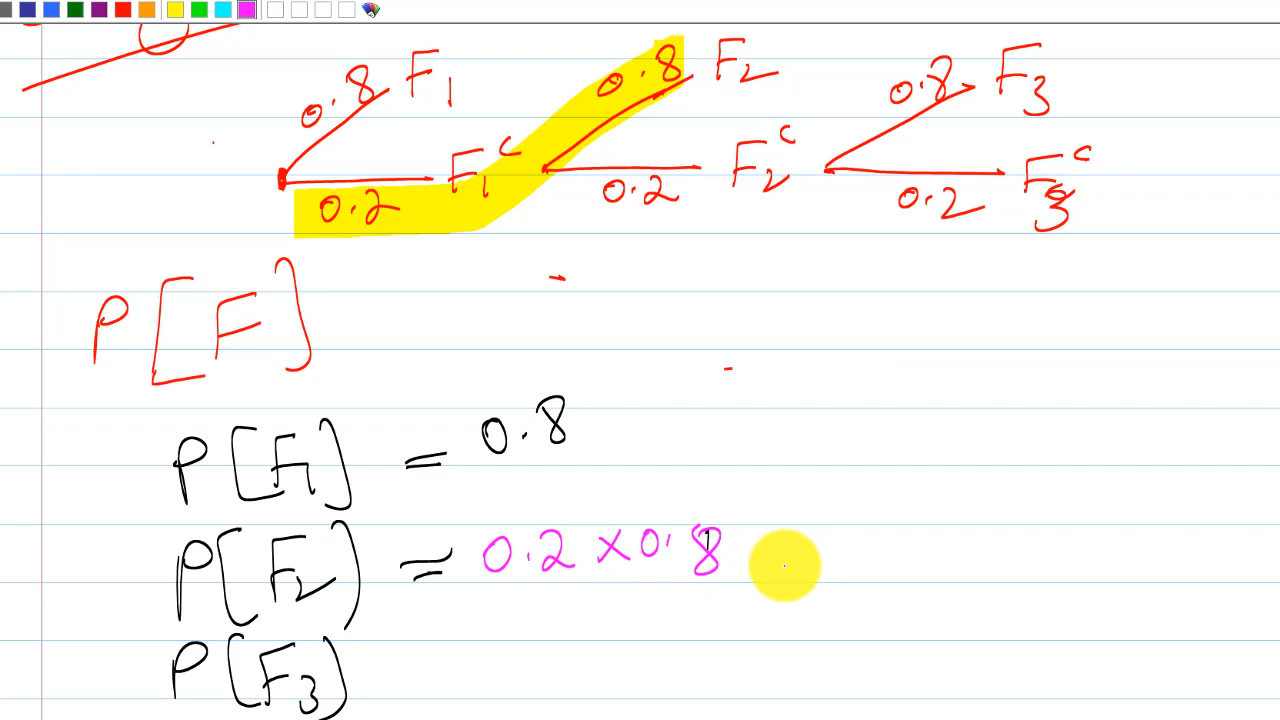 0.8 F₁ 0.8 F₂ 0.8 F₃
F₁ᶜ F₂ᶜ F₃ᶜ
0.2 0.2 0.2
P[F]
P[F₁] = 0.8
P[F₂] = 0.2 × 0.8
P[F₃]